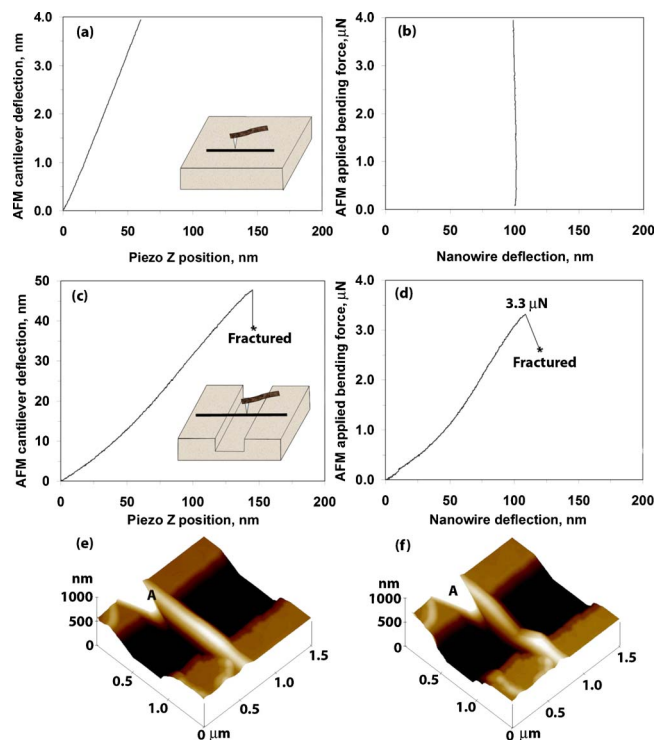 (a)
AFM cantilever deflection, nm
4.0
3.0
2.0
1.0
0.0
0 50 100 150 200
Piezo Z position, nm
(b)
AFM applied bending force,μN
4.0
3.0
2.0
1.0
0.0
0 50 100 150 200
Nanowire deflection, nm
(c)
AFM cantilever deflection, nm
50
40
30
20
10
0
Fractured
0 50 100 150 200
Piezo Z position, nm
(d)
AFM applied bending force,μN
4.0
3.0
2.0
1.0
0.0
3.3 μN
Fractured
0 50 100 150 200
Nanowire deflection, nm
(e)
nm
1000
500
0
A
0.5
1.0
0 μm
0.5
1.0
1.5
(f)
nm
1000
500
0
A
0.5
1.0
0 μm
0.5
1.0
1.5